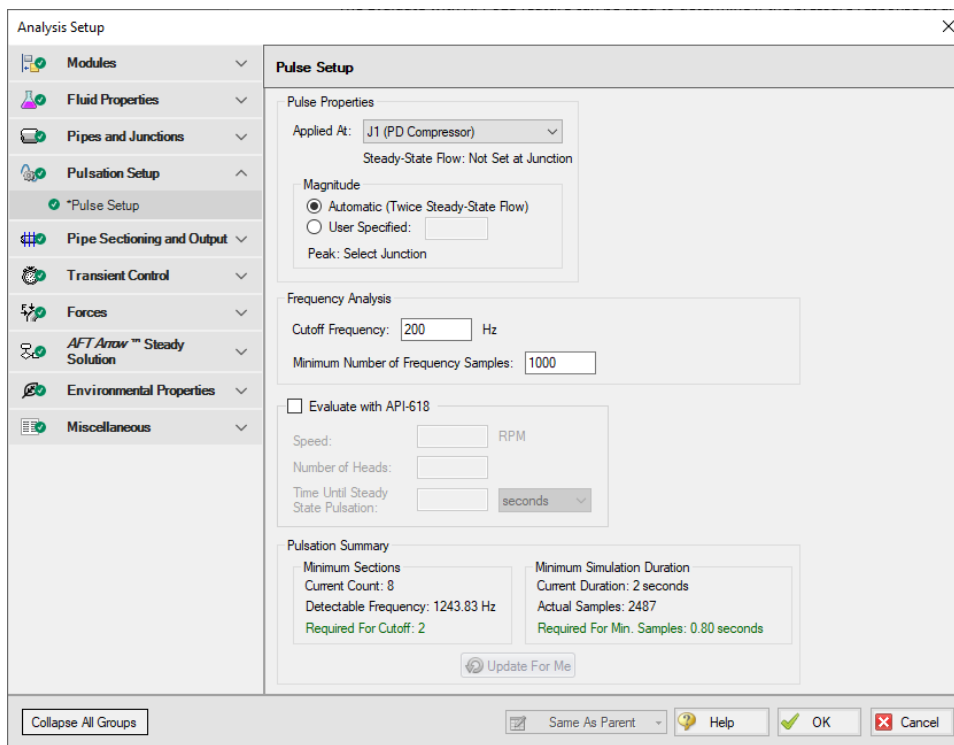 Analysis Setup
Modules
Fluid Properties
Pipes and Junctions
Pulsation Setup
*Pulse Setup
Pipe Sectioning and Output
Transient Control
Forces
AFT Arrow ™ Steady
Solution
Environmental Properties
Miscellaneous
Pulse Setup
Pulse Properties
Applied At: J1 (PD Compressor)
Steady-State Flow: Not Set at Junction
Magnitude
Automatic (Twice Steady-State Flow)
User Specified:
Peak: Select Junction
Frequency Analysis
Cutoff Frequency: 200 Hz
Minimum Number of Frequency Samples: 1000
Evaluate with API-618
Speed: RPM
Number of Heads:
Time Until Steady
State Pulsation: seconds
Pulsation Summary
Minimum Sections
Current Count: 8
Detectable Frequency: 1243.83 Hz
Required For Cutoff: 2
Minimum Simulation Duration
Current Duration: 2 seconds
Actual Samples: 2487
Required For Min. Samples: 0.80 seconds
Update For Me
Collapse All Groups
Same As Parent
Help
OK
Cancel